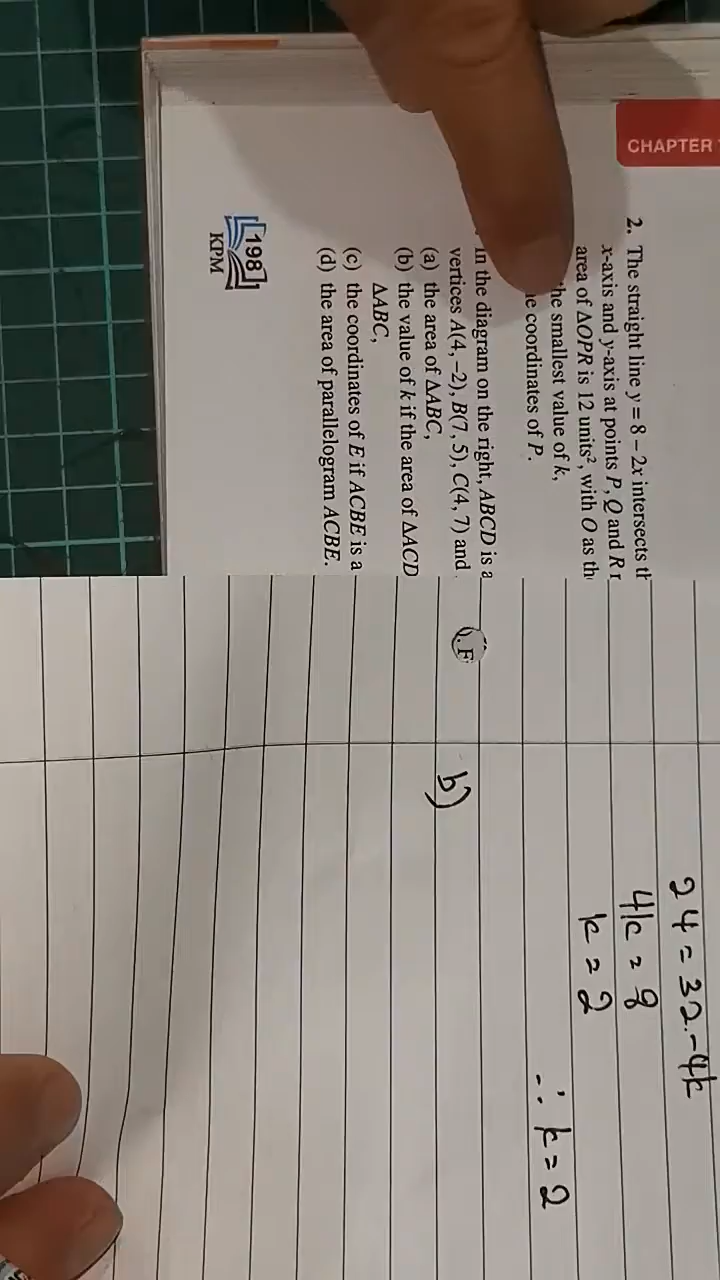 CHAPTER
2. The straight line y = 8 – 2x intersects
x-axis and y-axis at points P, Q and R
area of ΔOPR is 12 units², with O as
the smallest value of k,
coordinates of P.
In the diagram on the right, ABCD is a
vertices A(4, –2), B(7, 5), C(4, 7) and
(a) the area of ΔABC,
(b) the value of k if the area of ΔACD
ΔABC,
(c) the coordinates of E if ACBE is a
(d) the area of parallelogram ACBE.
198
KPM
24 = 32 - 4k
4k = 8
k = 2
∴ k = 2
b)